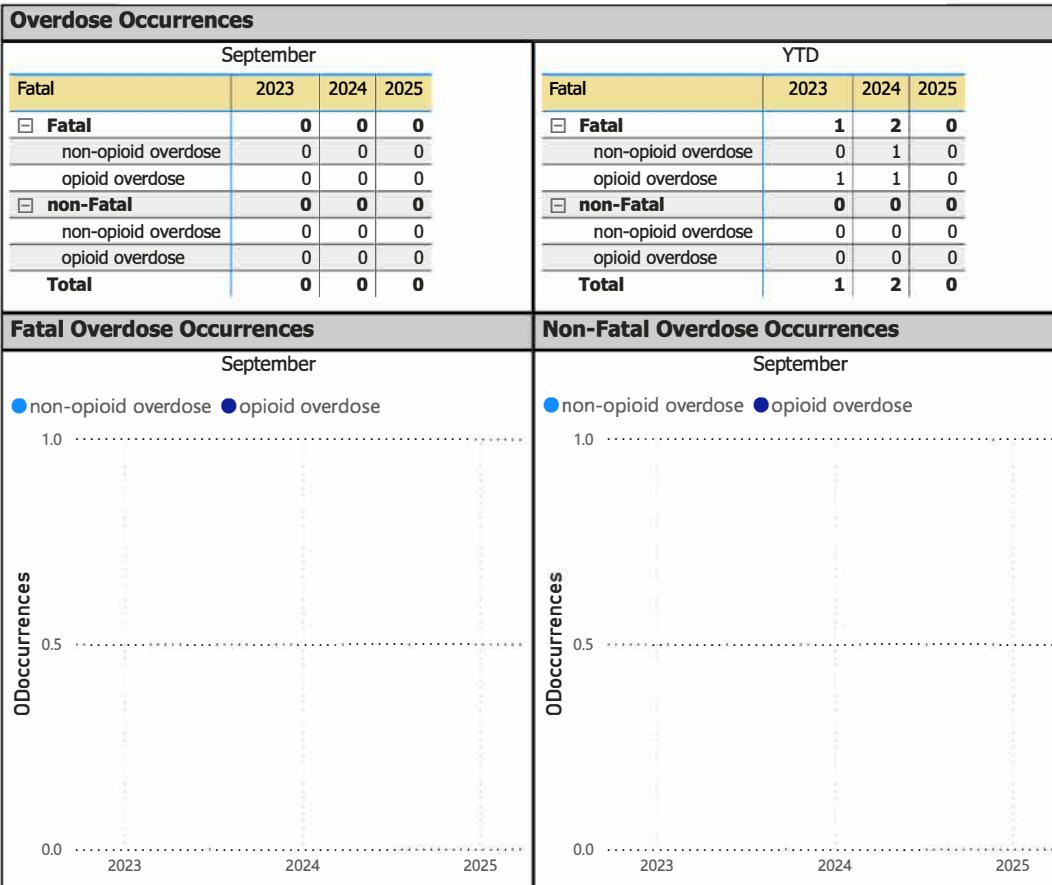 Overdose Occurrences
September
Fatal 2023 2024 2025
Fatal 0 0 0
non-opioid overdose 0 0 0
opioid overdose 0 0 0
non-Fatal 0 0 0
non-opioid overdose 0 0 0
opioid overdose 0 0 0
Total 0 0 0
YTD
Fatal 2023 2024 2025
Fatal 1 2 0
non-opioid overdose 0 1 0
opioid overdose 1 1 0
non-Fatal 0 0 0
non-opioid overdose 0 0 0
opioid overdose 0 0 0
Total 1 2 0
Fatal Overdose Occurrences
September
non-opioid overdose opioid overdose
1.0
0.5
0.0
ODoccurrences
2023 2024 2025
Non-Fatal Overdose Occurrences
September
non-opioid overdose opioid overdose
1.0
0.5
0.0
ODoccurrences
2023 2024 2025